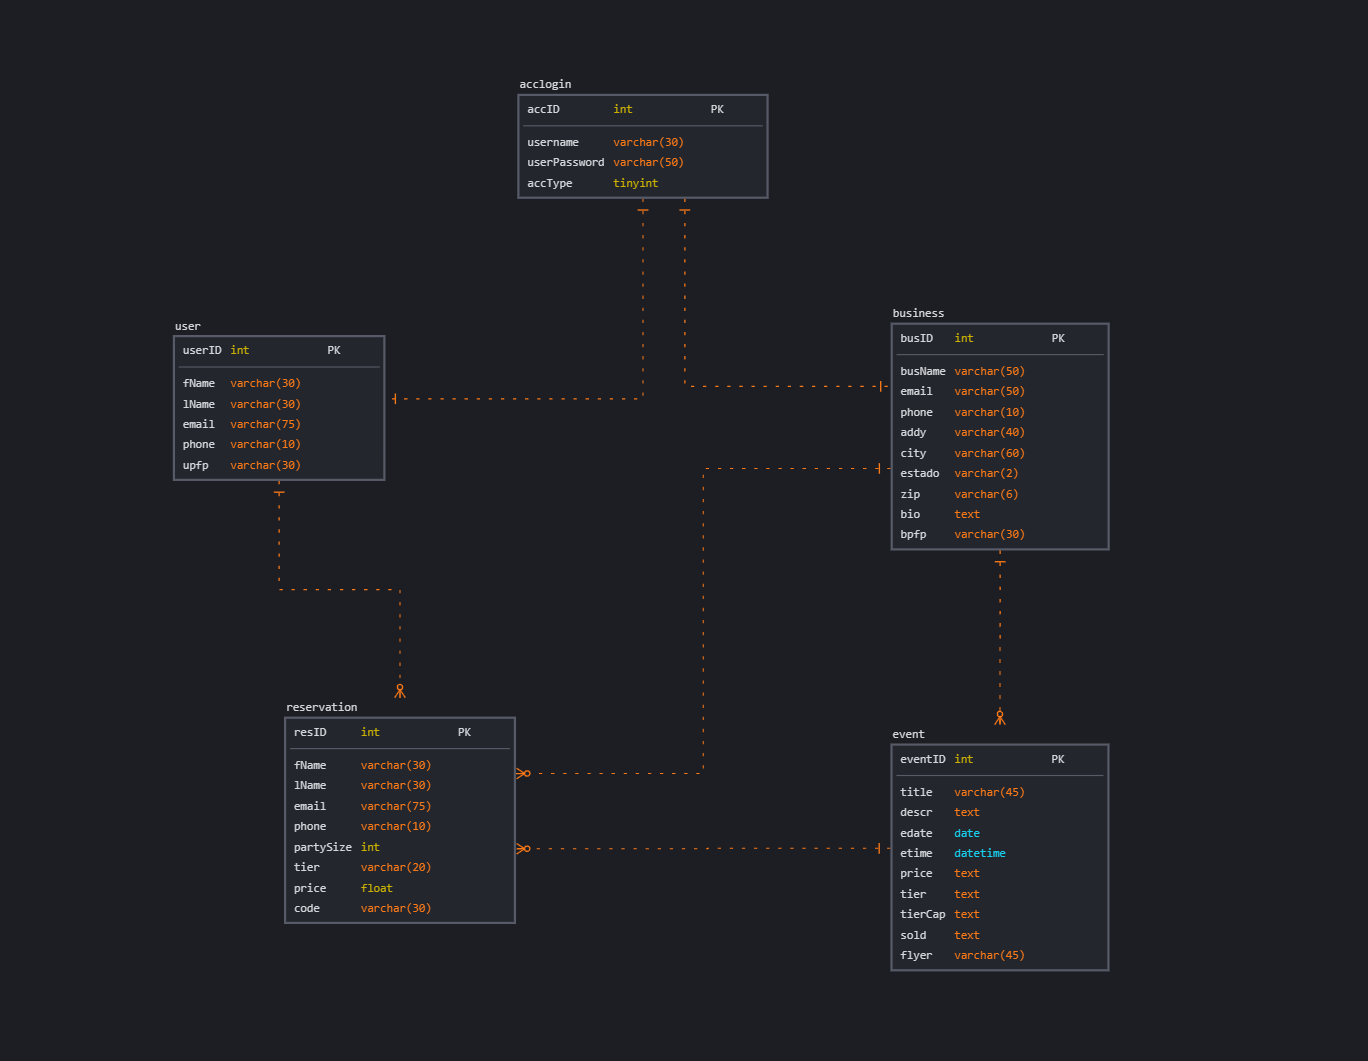 acclogin
accID int PK
username varchar(30)
userPassword varchar(50)
accType tinyint
user
userID int PK
fName varchar(30)
lName varchar(30)
email varchar(75)
phone varchar(10)
upfp varchar(30)
business
busID int PK
busName varchar(50)
email varchar(50)
phone varchar(10)
addy varchar(40)
city varchar(60)
estado varchar(2)
zip varchar(6)
bio text
bpfp varchar(30)
reservation
resID int PK
fName varchar(30)
lName varchar(30)
email varchar(75)
phone varchar(10)
partySize int
tier varchar(20)
price float
code varchar(30)
event
eventID int PK
title varchar(45)
descr text
edate date
etime datetime
price text
tier text
tierCap text
sold text
flyer varchar(45)